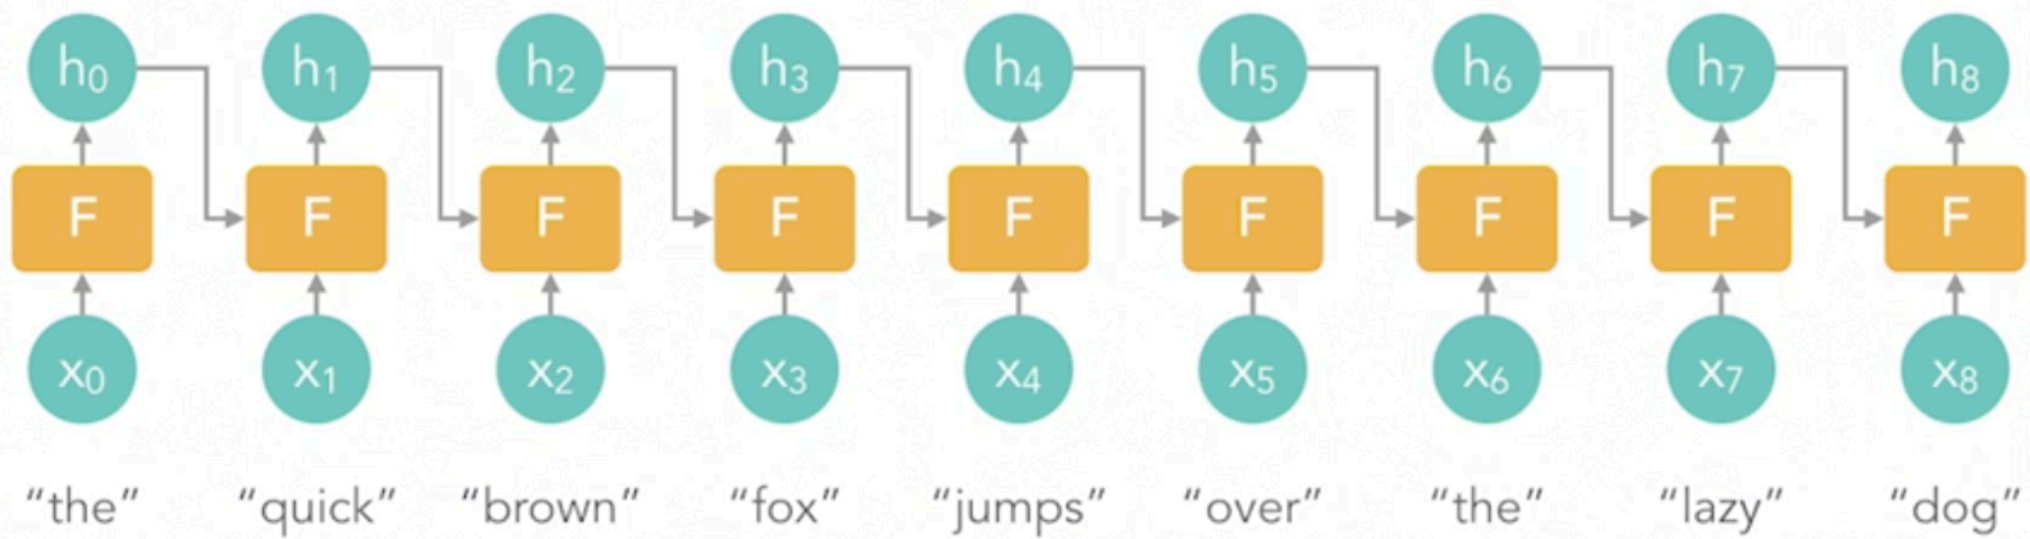 h0 h1 h2 h3 h4 h5 h6 h7 h8
F F F F F F F F F
x0 x1 x2 x3 x4 x5 x6 x7 x8
“the” “quick” “brown” “fox” “jumps” “over” “the” “lazy” “dog”